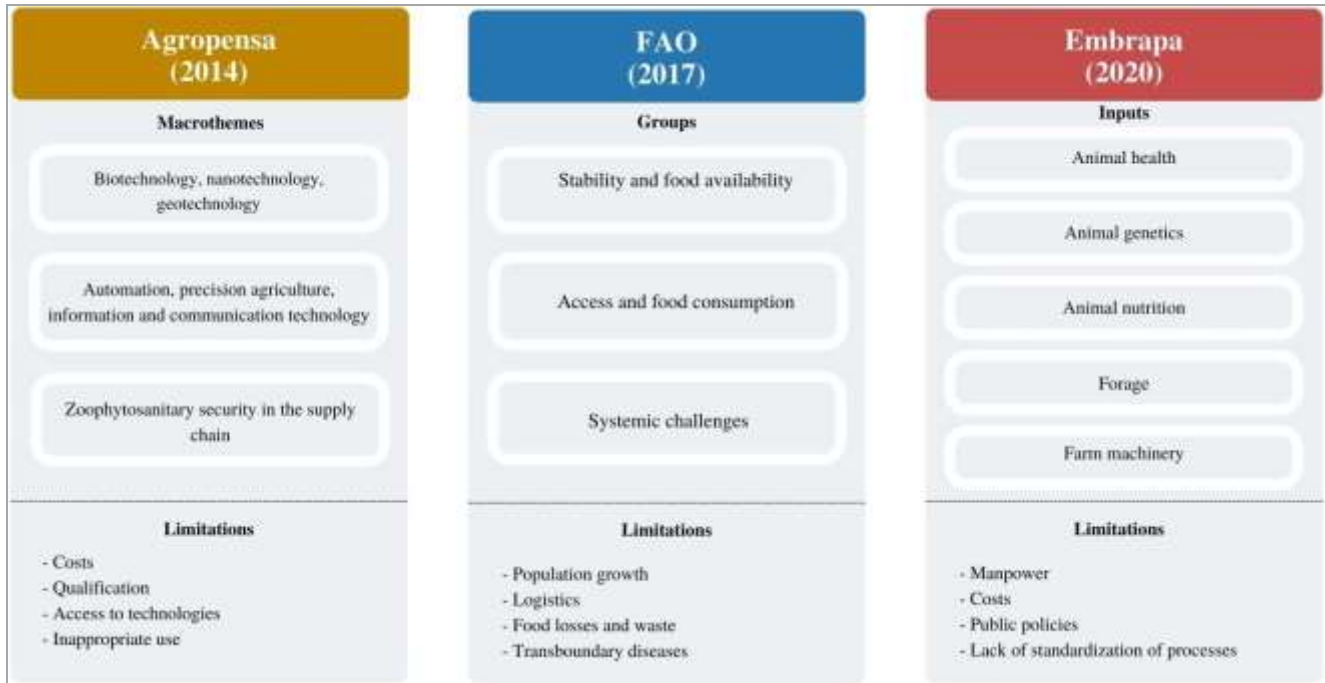 Agropensa
(2014)
Macrothemes
Biotechnology, nanotechnology,
geotechnology
Automation, precision agriculture,
information and communication technology
Zoophytosanitary security in the supply
chain
Limitations
- Costs
- Qualification
- Access to technologies
- Inappropriate use
FAO
(2017)
Groups
Stability and food availability
Access and food consumption
Systemic challenges
Limitations
- Population growth
- Logistics
- Food losses and waste
- Transboundary diseases
Embrapa
(2020)
Inputs
Animal health
Animal genetics
Animal nutrition
Forage
Farm machinery
Limitations
- Manpower
- Costs
- Public policies
- Lack of standardization of processes